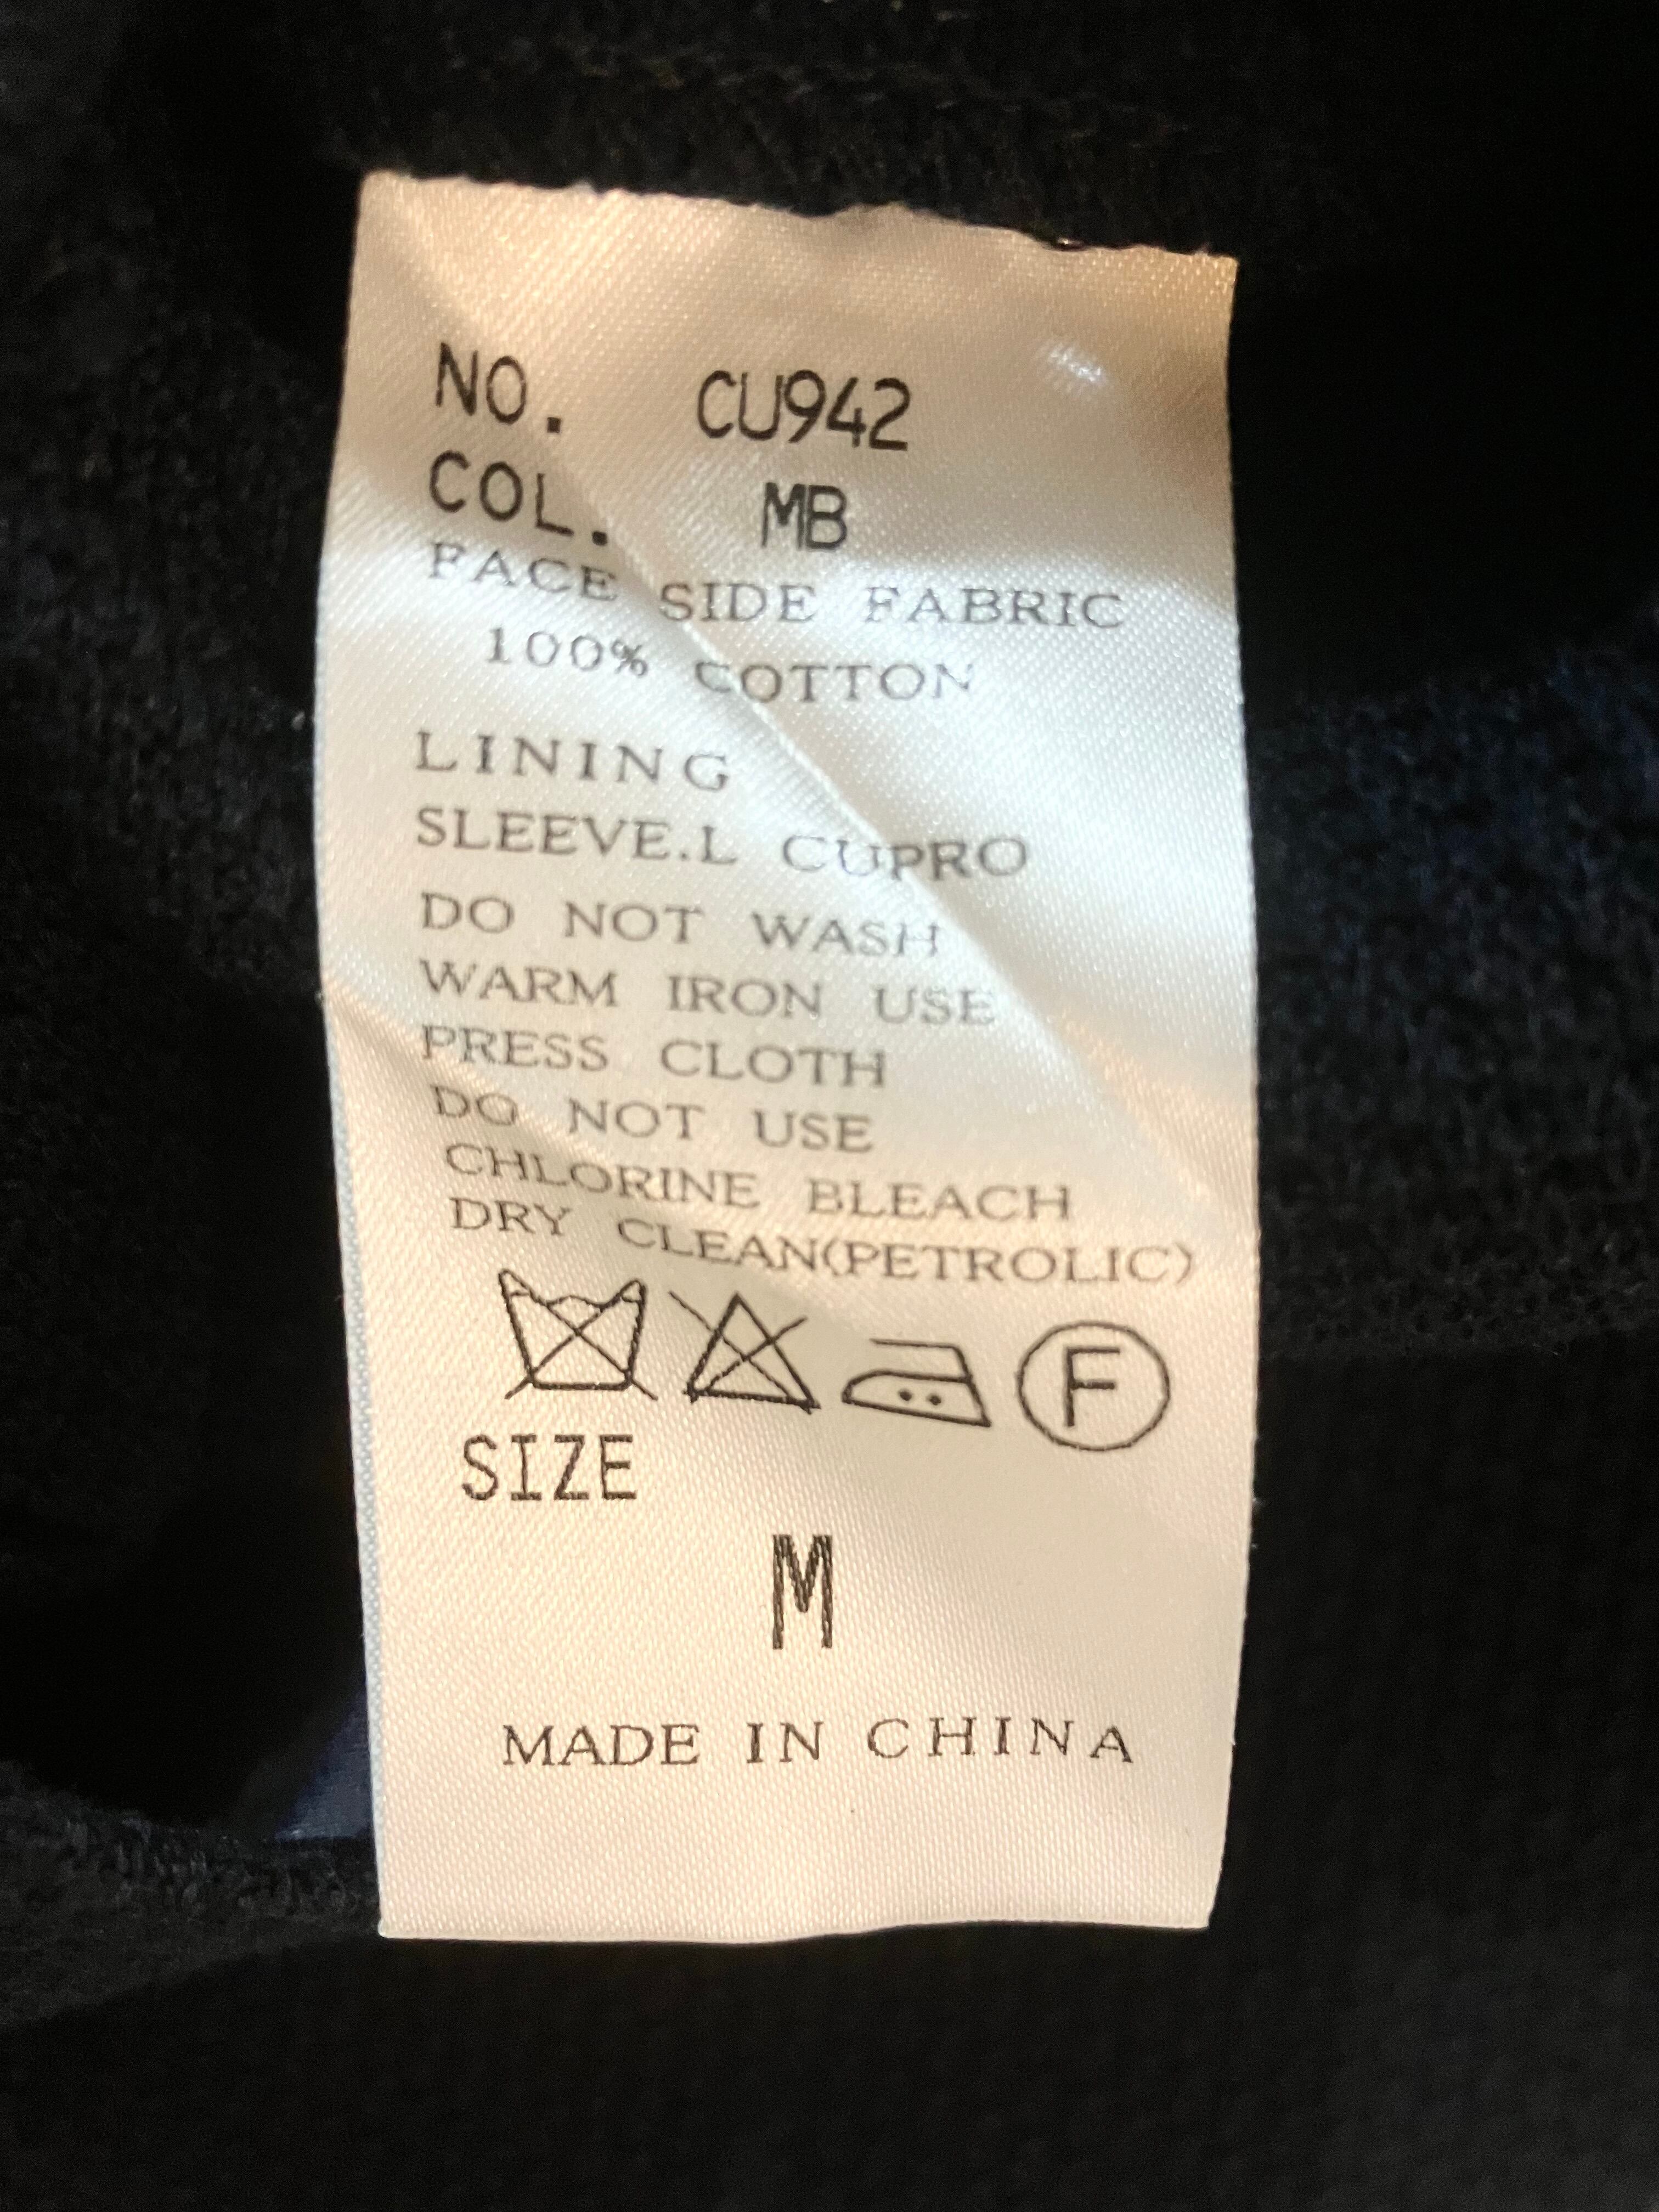 NO. CU942
COL. MB
FACE SIDE FABRIC
100% COTTON
LINING
SLEEVE.L CUPRO
DO NOT WASH
WARM IRON USE
PRESS CLOTH
DO NOT USE
CHLORINE BLEACH
DRY CLEAN(PETROLIC)
F
SIZE
M
MADE IN CHINA